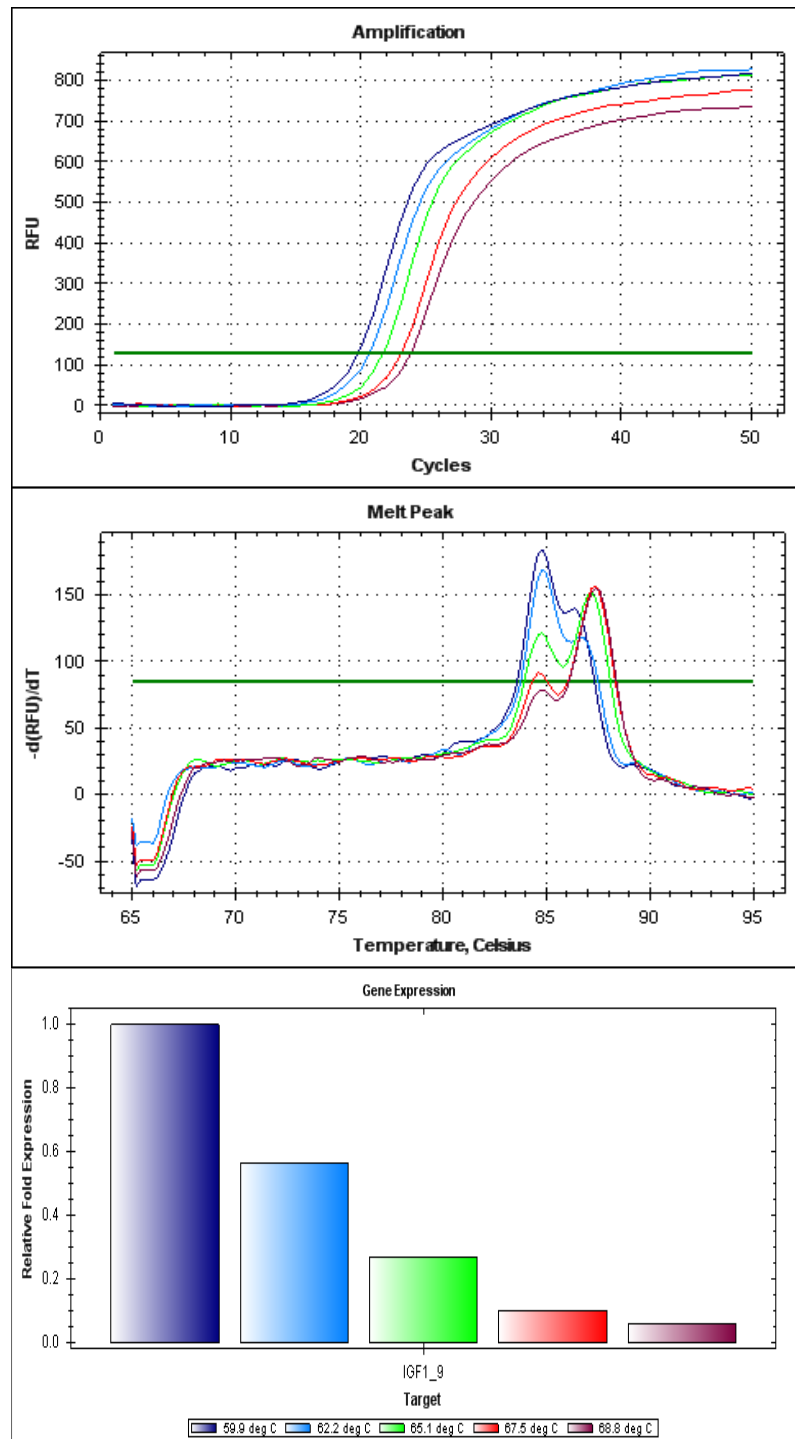 Amplification
RFU
800
700
600
500
400
300
200
100
0
0 10 20 30 40 50
Cycles
Melt Peak
-d(RFU)/dT
150
100
50
0
-50
65 70 75 80 85 90 95
Temperature, Celsius
Gene Expression
Relative Fold Expression
1.0
0.8
0.6
0.4
0.2
0.0
IGF1_9
Target
59.9 deg C 62.2 deg C 65.1 deg C 67.5 deg C 68.8 deg C